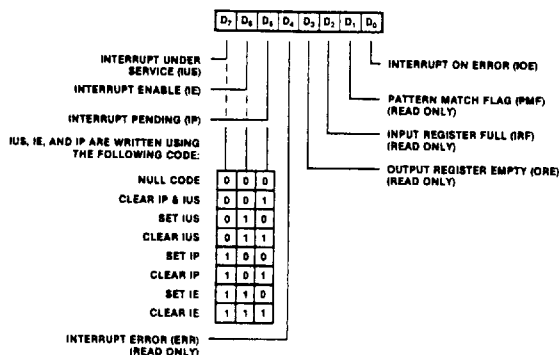 D7 D6 D5 D4 D3 D2 D1 D0
INTERRUPT UNDER
SERVICE (IUS)
INTERRUPT ENABLE (IE)
INTERRUPT PENDING (IP)
IUS, IE, AND IP ARE WRITTEN USING
THE FOLLOWING CODE:
NULL CODE 0 0 0
CLEAR IP & IUS 0 0 1
SET IUS 0 1 0
CLEAR IUS 0 1 1
SET IP 1 0 0
CLEAR IP 1 0 1
SET IE 1 1 0
CLEAR IE 1 1 1
INTERRUPT ERROR (ERR)
(READ ONLY)
INTERRUPT ON ERROR (IOE)
PATTERN MATCH FLAG (PMF)
(READ ONLY)
INPUT REGISTER FULL (IRF)
(READ ONLY)
OUTPUT REGISTER EMPTY (ORE)
(READ ONLY)